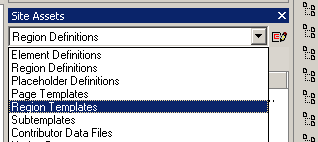 Site Assets
Region Definitions
Element Definitions
Region Definitions
Placeholder Definitions
Page Templates
Region Templates
Subtemplates
Contributor Data Files